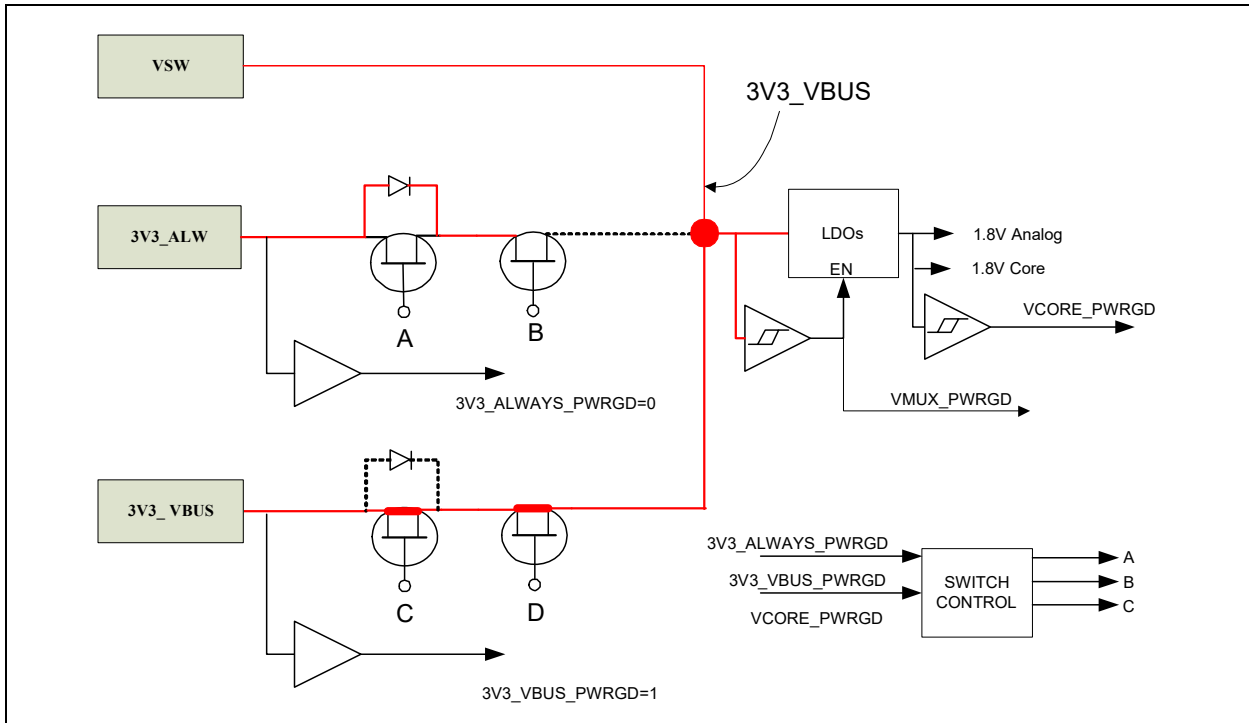 VSW
3V3_VBUS
3V3_ALW
LDOs
EN
1.8V Analog
1.8V Core
VCORE_PWRGD
A
B
VMUX_PWRGD
3V3_ALWAYS_PWRGD=0
3V3_ VBUS
C
D
3V3_VBUS_PWRGD=1
3V3_ALWAYS_PWRGD
3V3_VBUS_PWRGD
VCORE_PWRGD
SWITCH
CONTROL
A
B
C